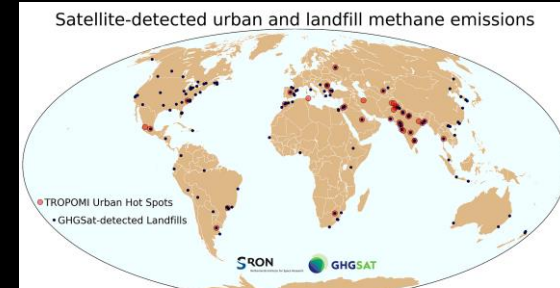 Satellite-detected urban and landfill methane emissions
TROPOMI Urban Hot Spots
GHGSat-detected Landfills
SRON
GHGSAT